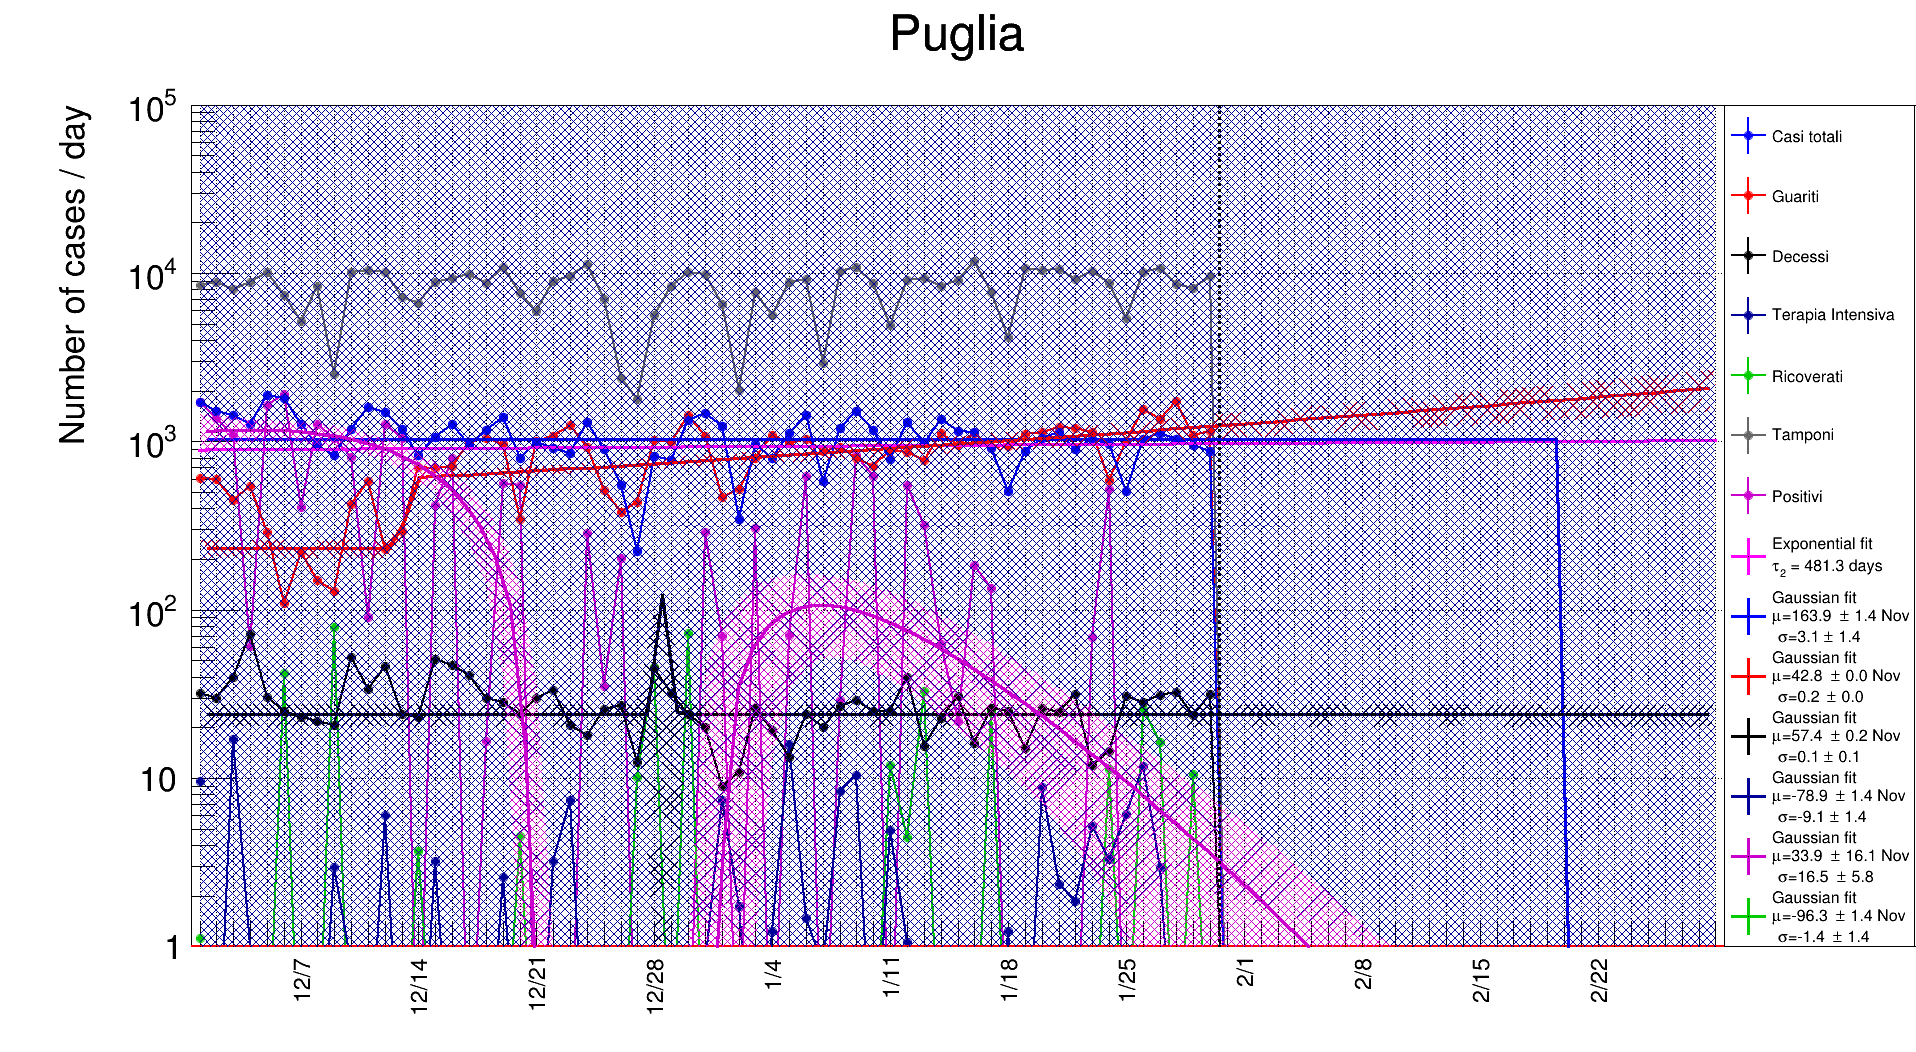 Puglia
Number of cases / day
10^5
10^4
10^3
10^2
10
1
12/7
12/14
12/21
12/28
1/4
1/11
1/18
1/25
2/1
2/8
2/15
2/22
Casi totali
Guariti
Decessi
Terapia Intensiva
Ricoverati
Tamponi
Positivi
Exponential fit
τ₂ = 481.3 days
Gaussian fit
μ=163.9 ± 1.4 Nov
σ=3.1 ± 1.4
Gaussian fit
μ=42.8 ± 0.0 Nov
σ=0.2 ± 0.0
Gaussian fit
μ=57.4 ± 0.2 Nov
σ=0.1 ± 0.1
Gaussian fit
μ=-78.9 ± 1.4 Nov
σ=-9.1 ± 1.4
Gaussian fit
μ=33.9 ± 16.1 Nov
σ=16.5 ± 5.8
Gaussian fit
μ=-96.3 ± 1.4 Nov
σ=-1.4 ± 1.4